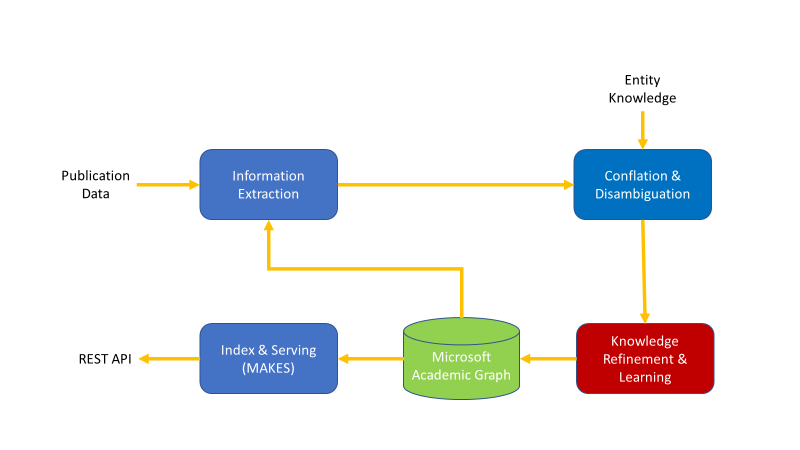 Entity
Knowledge
Publication
Data
Information
Extraction
Conflation &
Disambiguation
REST API
Index & Serving
(MAKES)
Microsoft
Academic Graph
Knowledge
Refinement &
Learning